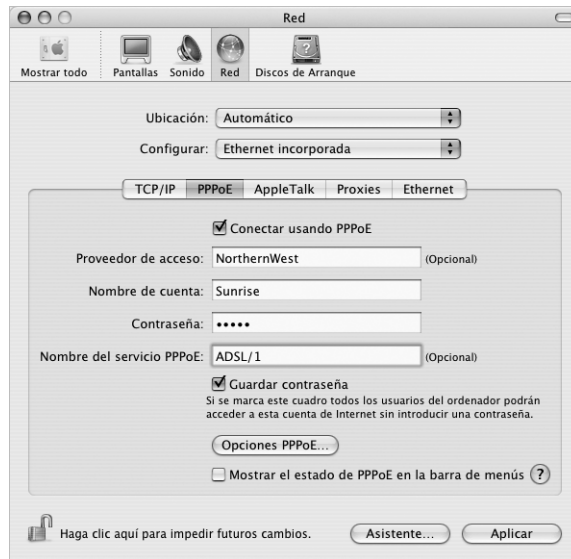 Red
Mostrar todo Pantallas Sonido Red Discos de Arranque
Ubicación: Automático
Configurar: Ethernet incorporada
TCP/IP PPPoE AppleTalk Proxies Ethernet
Conectar usando PPPoE
Proveedor de acceso: NorthernWest (Opcional)
Nombre de cuenta: Sunrise
Contraseña: •••••
Nombre del servicio PPPoE: ADSL/1 (Opcional)
Guardar contraseña
Si se marca este cuadro todos los usuarios del ordenador podrán
acceder a esta cuenta de Internet sin introducir una contraseña.
Opciones PPPoE...
Mostrar el estado de PPPoE en la barra de menús ?
Haga clic aquí para impedir futuros cambios. Asistente... Aplicar